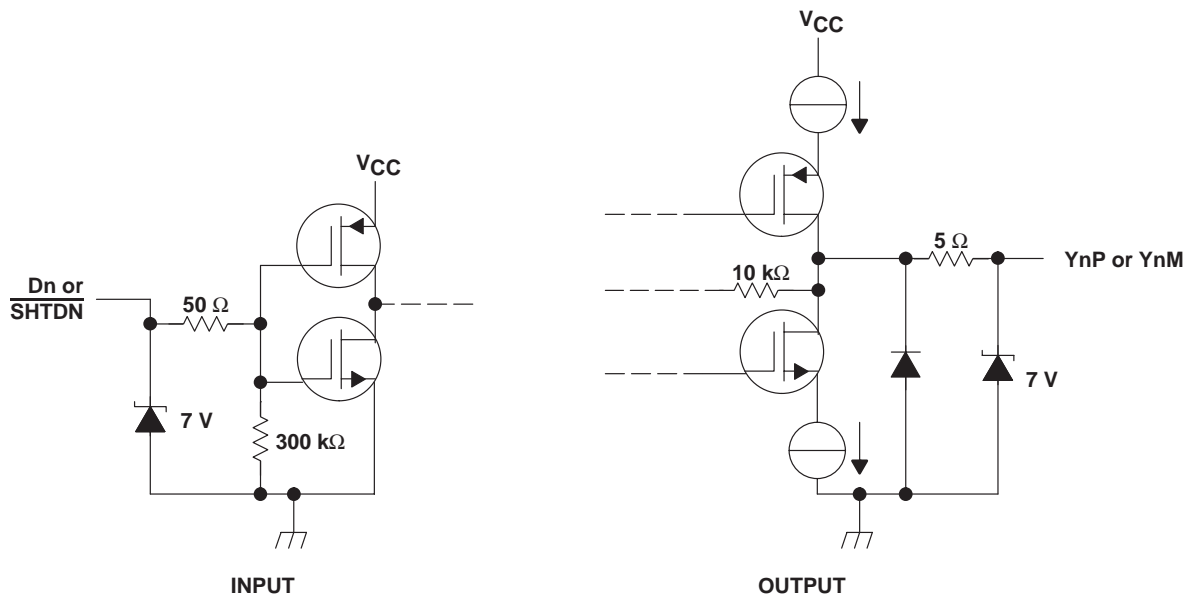 VCC
Dn or
SHTDN
50 Ω
7 V
300 kΩ
INPUT
VCC
5 Ω
YnP or YnM
10 kΩ
7 V
OUTPUT